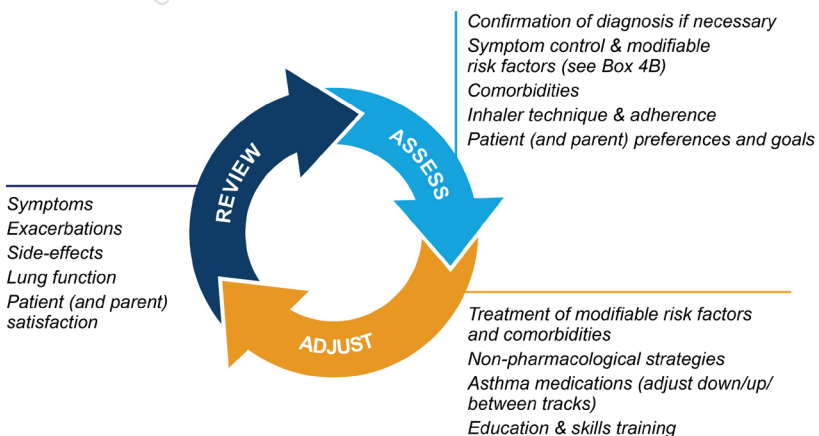 Confirmation of diagnosis if necessary
Symptom control & modifiable
risk factors (see Box 4B)
Comorbidities
Inhaler technique & adherence
Patient (and parent) preferences and goals
ASSESS
REVIEW
Symptoms
Exacerbations
Side-effects
Lung function
Patient (and parent)
satisfaction
ADJUST
Treatment of modifiable risk factors
and comorbidities
Non-pharmacological strategies
Asthma medications (adjust down/up/
between tracks)
Education & skills training